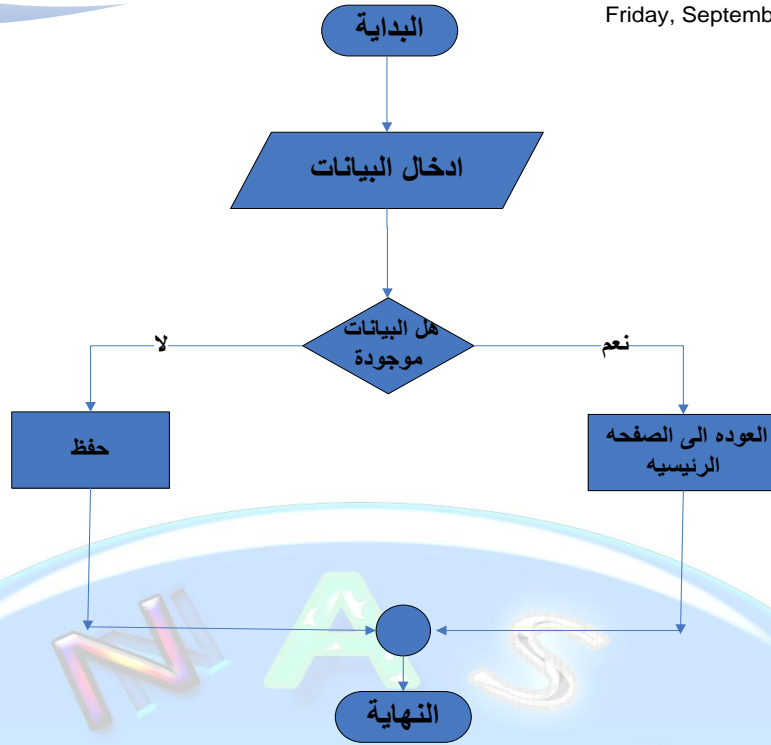 Friday, Septemb
البداية
ادخال البيانات
هل البيانات
موجودة
نعم
لا
العوده الى الصفحه
الرئيسيه
حفظ
N A S
النهاية